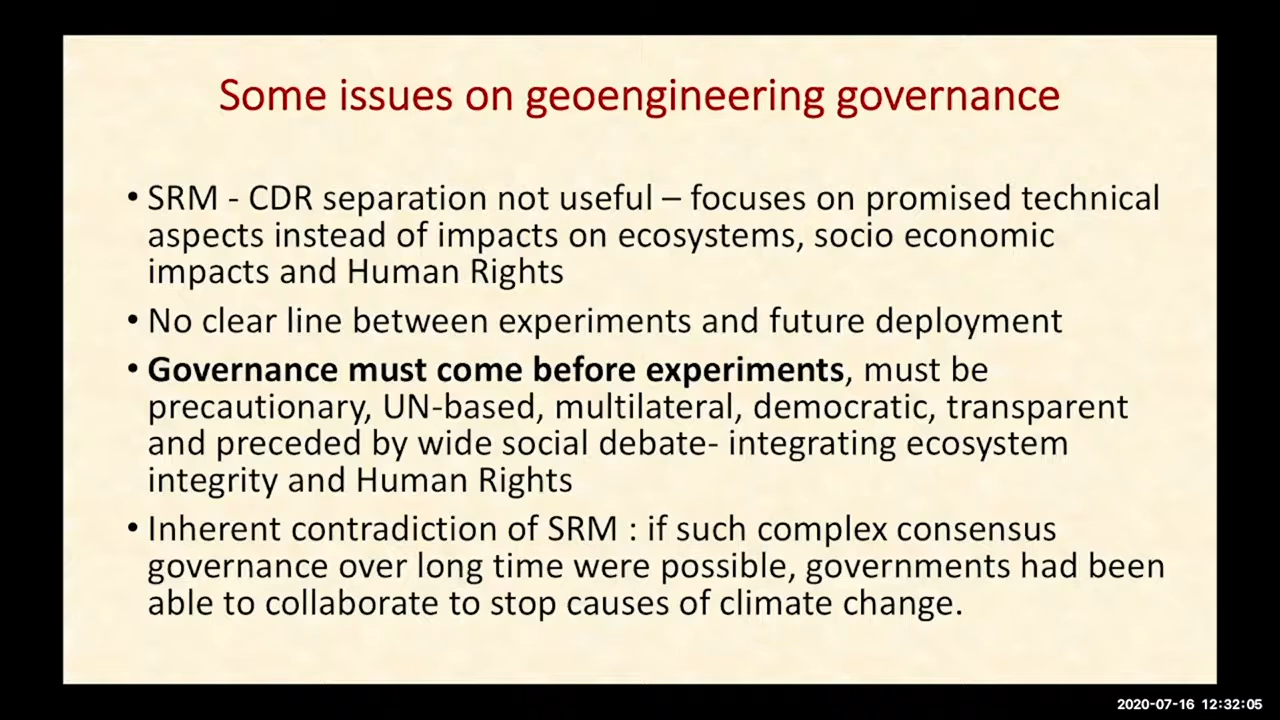 Some issues on geoengineering governance
• SRM - CDR separation not useful – focuses on promised technical
aspects instead of impacts on ecosystems, socio economic
impacts and Human Rights
• No clear line between experiments and future deployment
• Governance must come before experiments, must be
precautionary, UN-based, multilateral, democratic, transparent
and preceded by wide social debate- integrating ecosystem
integrity and Human Rights
• Inherent contradiction of SRM : if such complex consensus
governance over long time were possible, governments had been
able to collaborate to stop causes of climate change.
2020-07-16 12:32:05